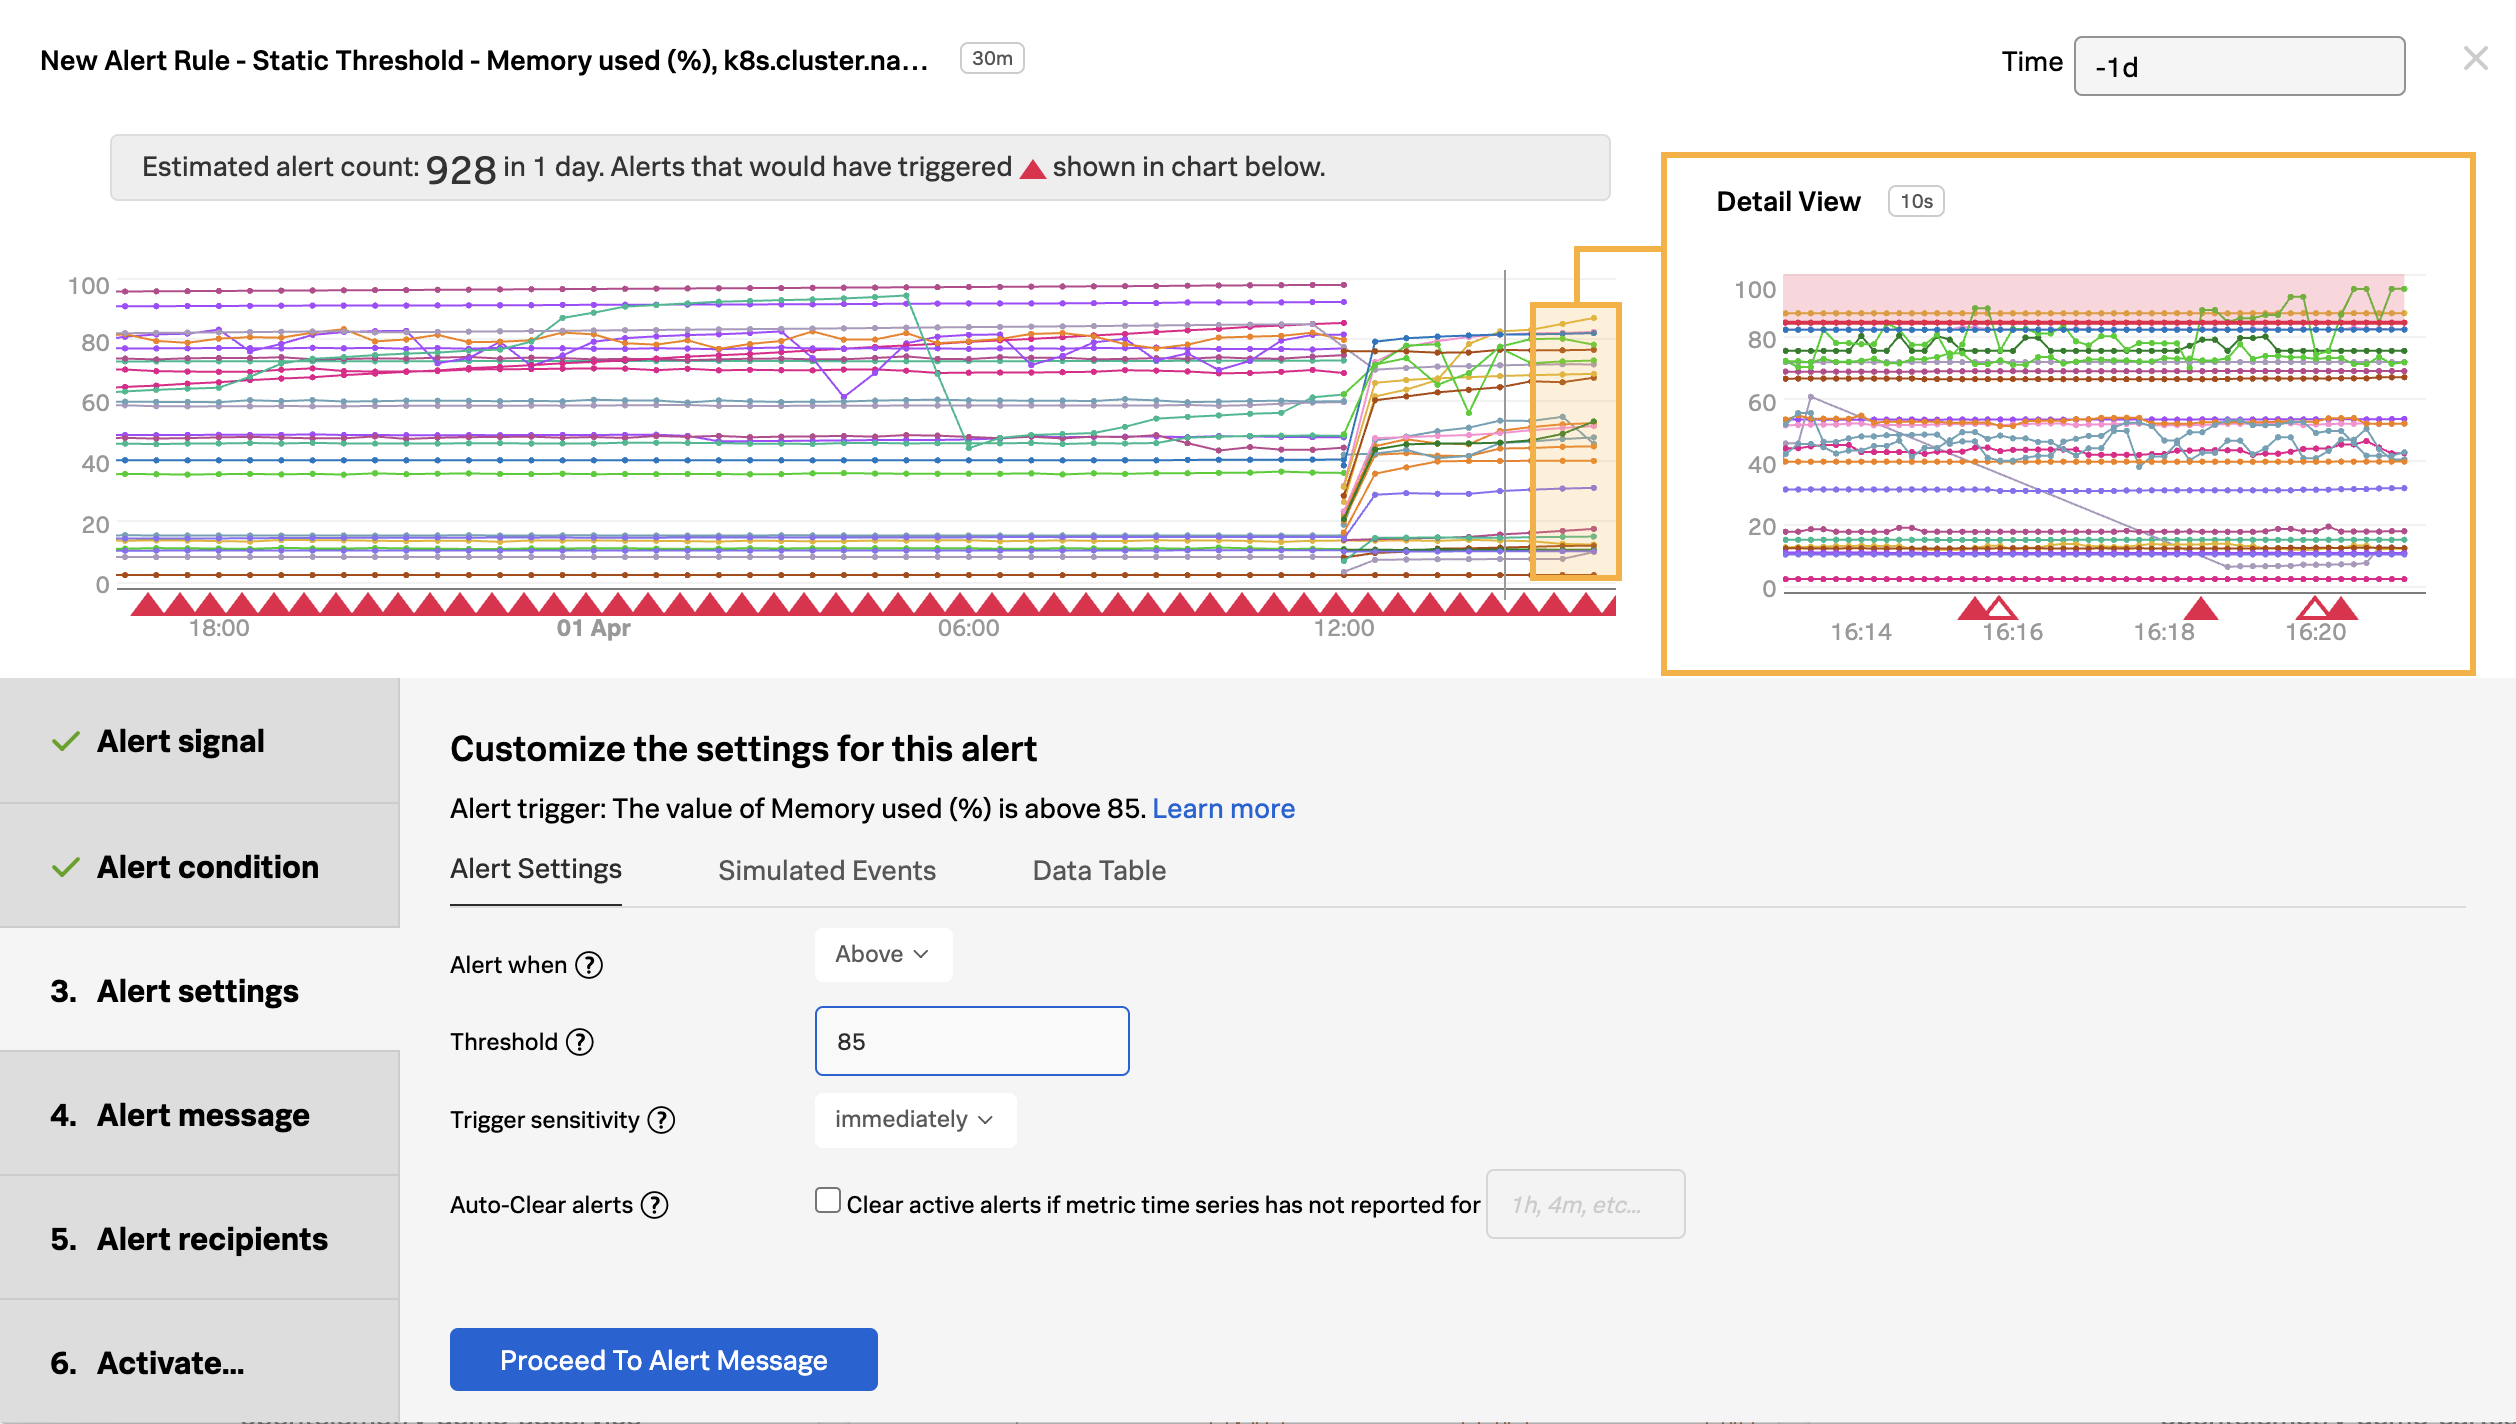 New Alert Rule - Static Threshold - Memory used (%), k8s.cluster.na... 30m
Time -1d
Estimated alert count: 928 in 1 day. Alerts that would have triggered shown in chart below.
Detail View 10s
100
80
60
40
20
0
18:00 01 Apr 06:00 12:00
100
80
60
40
20
0
16:14 16:16 16:18 16:20
Alert signal
Alert condition
3. Alert settings
4. Alert message
5. Alert recipients
6. Activate...
Customize the settings for this alert
Alert trigger: The value of Memory used (%) is above 85. Learn more
Alert Settings Simulated Events Data Table
Alert when ? Above
Threshold ? 85
Trigger sensitivity ? immediately
Auto-Clear alerts ? Clear active alerts if metric time series has not reported for 1h, 4m, etc...
Proceed To Alert Message